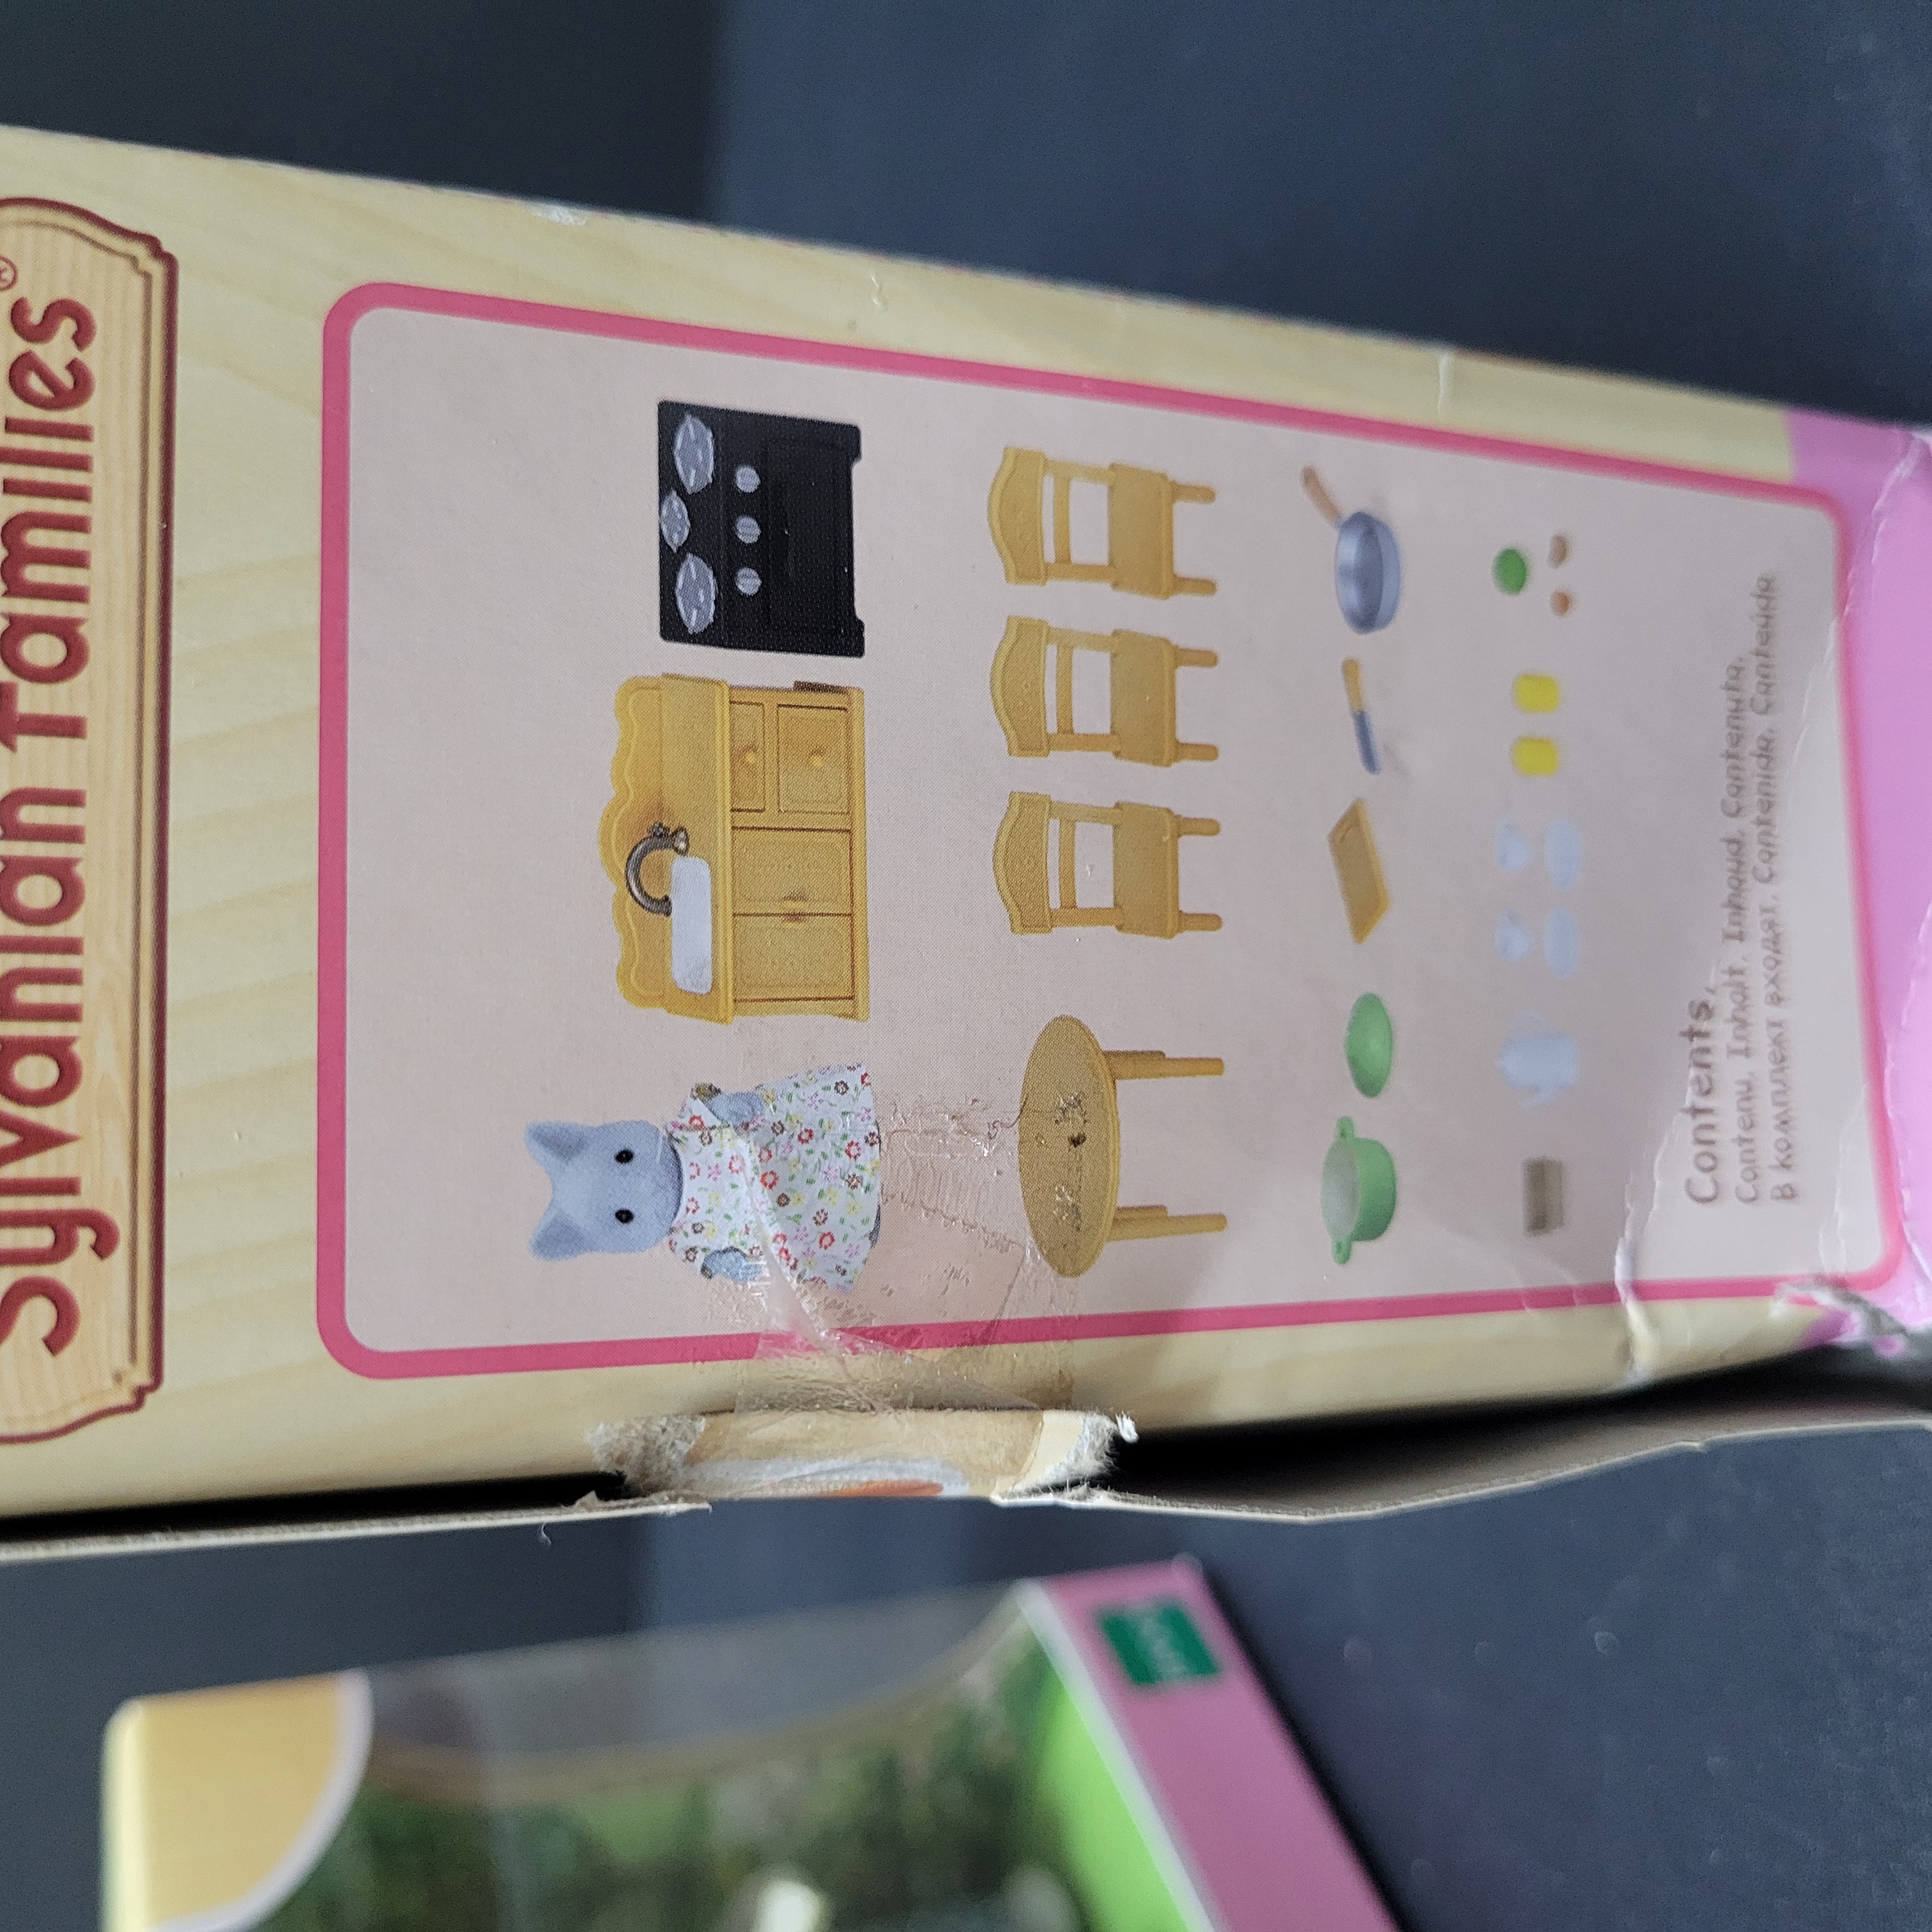 Sylvanian Families®
Contents,
Contenu, Inhalt, Inhoud, Contenuto,
В комплект входят, Contenido, Conteúdo